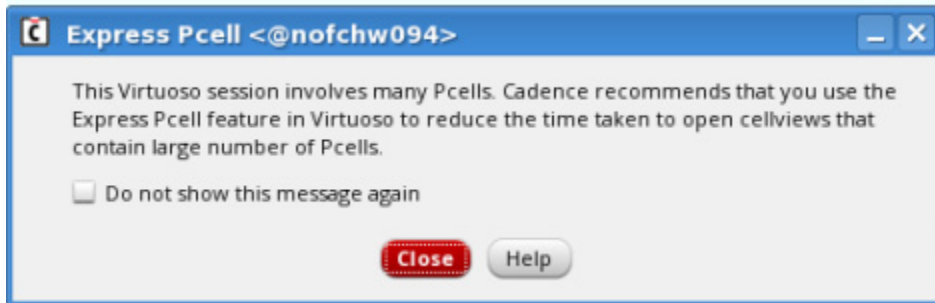 Express Pcell <@nofchw094>
This Virtuoso session involves many Pcells. Cadence recommends that you use the
Express Pcell feature in Virtuoso to reduce the time taken to open cellviews that
contain large number of Pcells.
Do not show this message again
Close Help